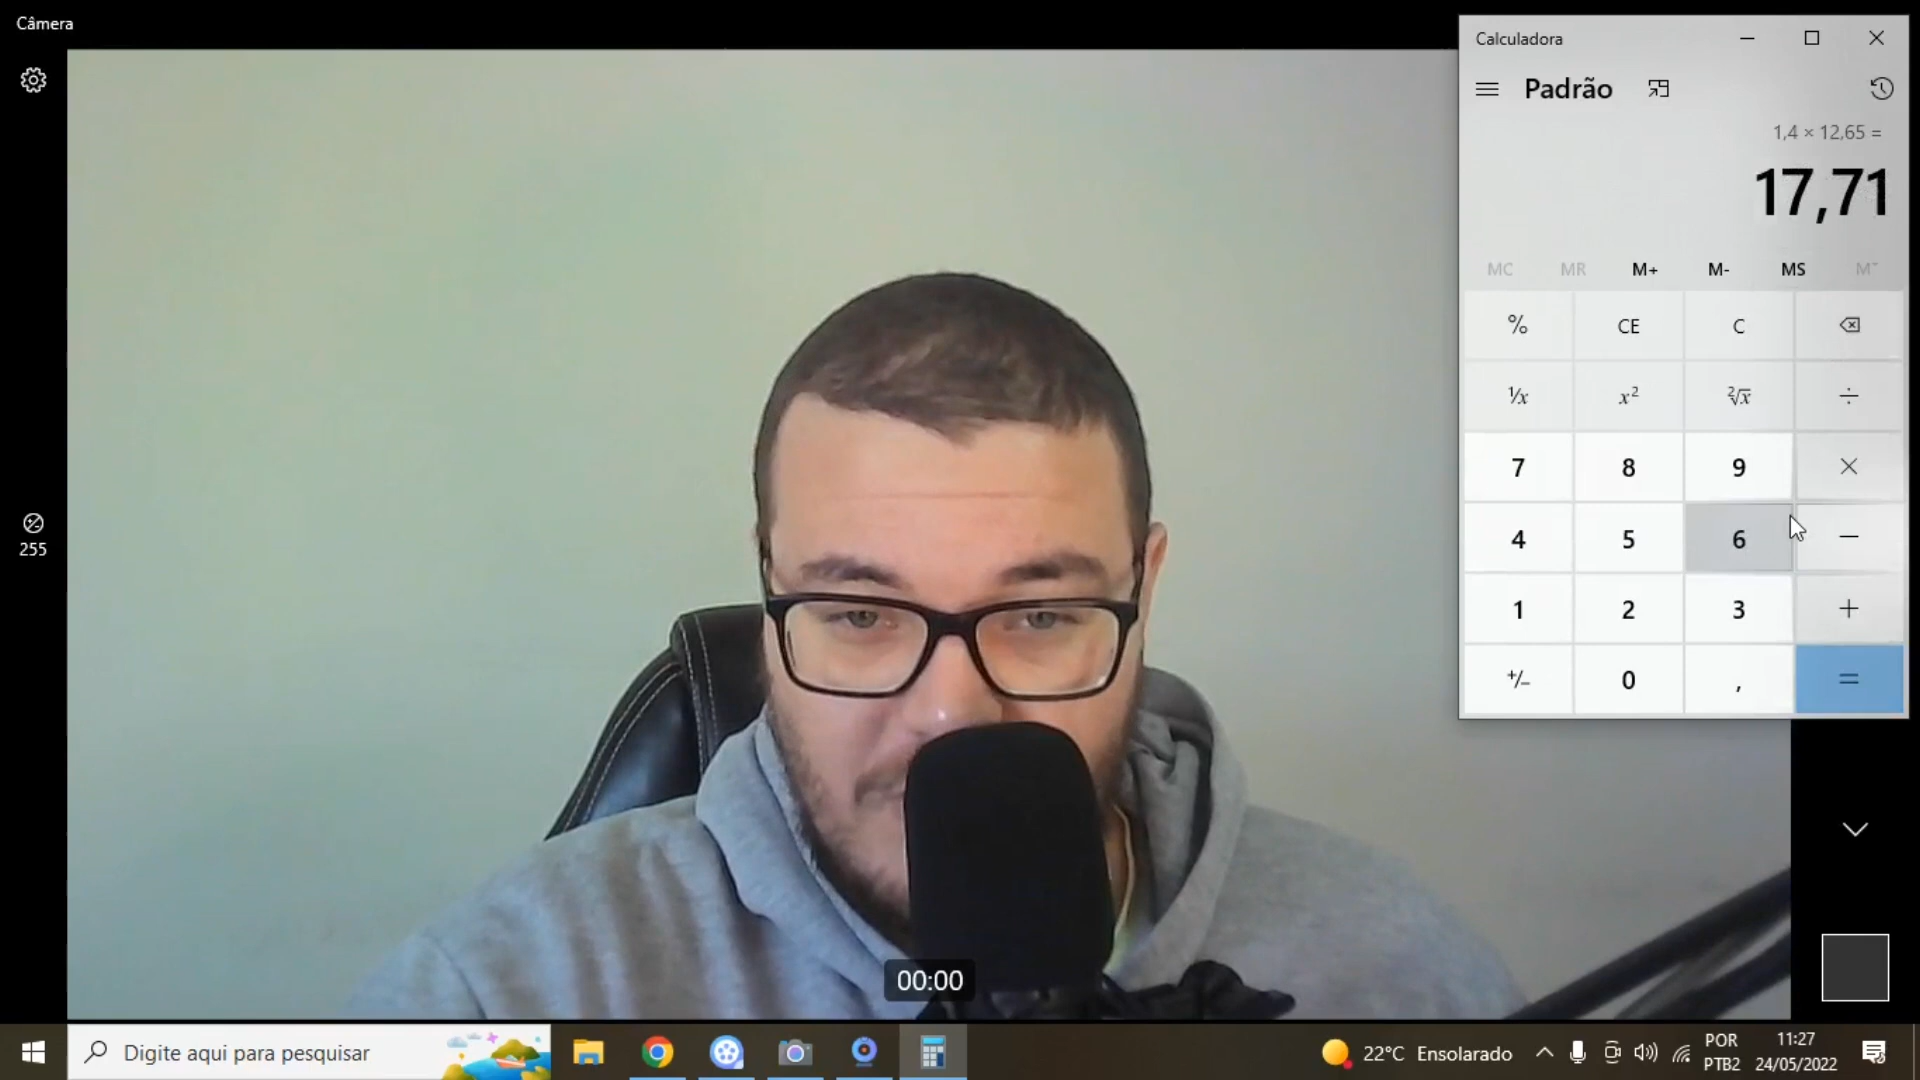 Câmera
Calculadora
Padrão
1,4 × 12,65 =
17,71
MC MR M+ M- MS M˅
% CE C
¹/x x² ²√x ÷
7 8 9 ×
4 5 6 −
255
1 2 3 +
+/− 0 , =
00:00
Digite aqui para pesquisar
22°C Ensolarado
POR
PTB2
11:27
24/05/2022